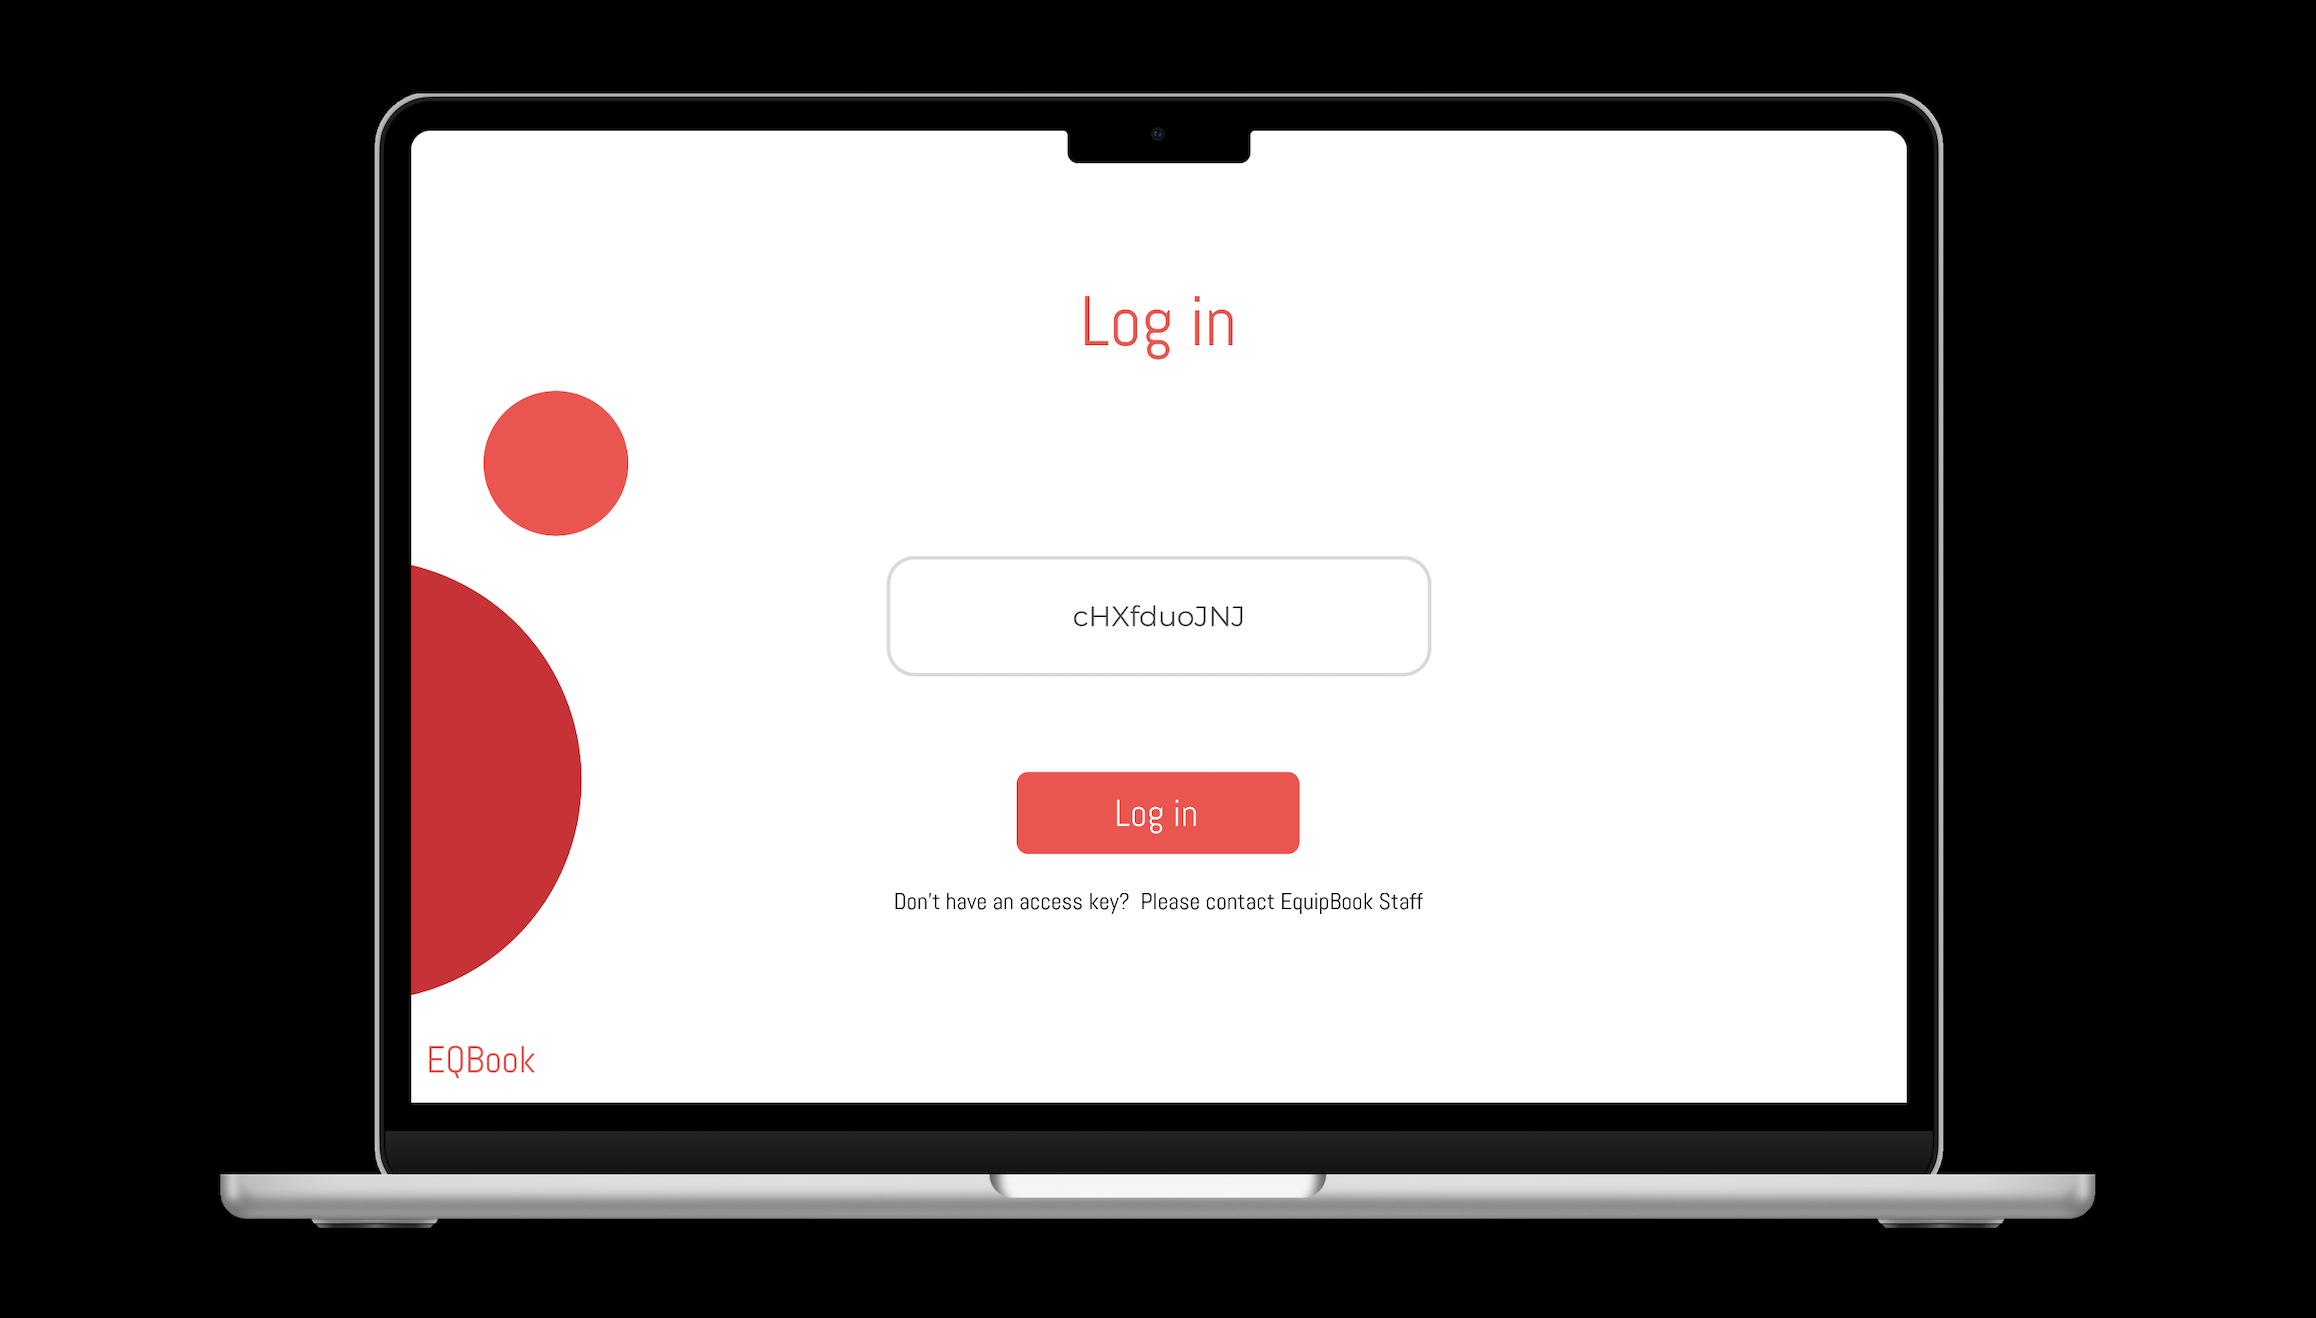 Log in
cHXfduoJNJ
Log in
Don't have an access key? Please contact EquipBook Staff
EQBook